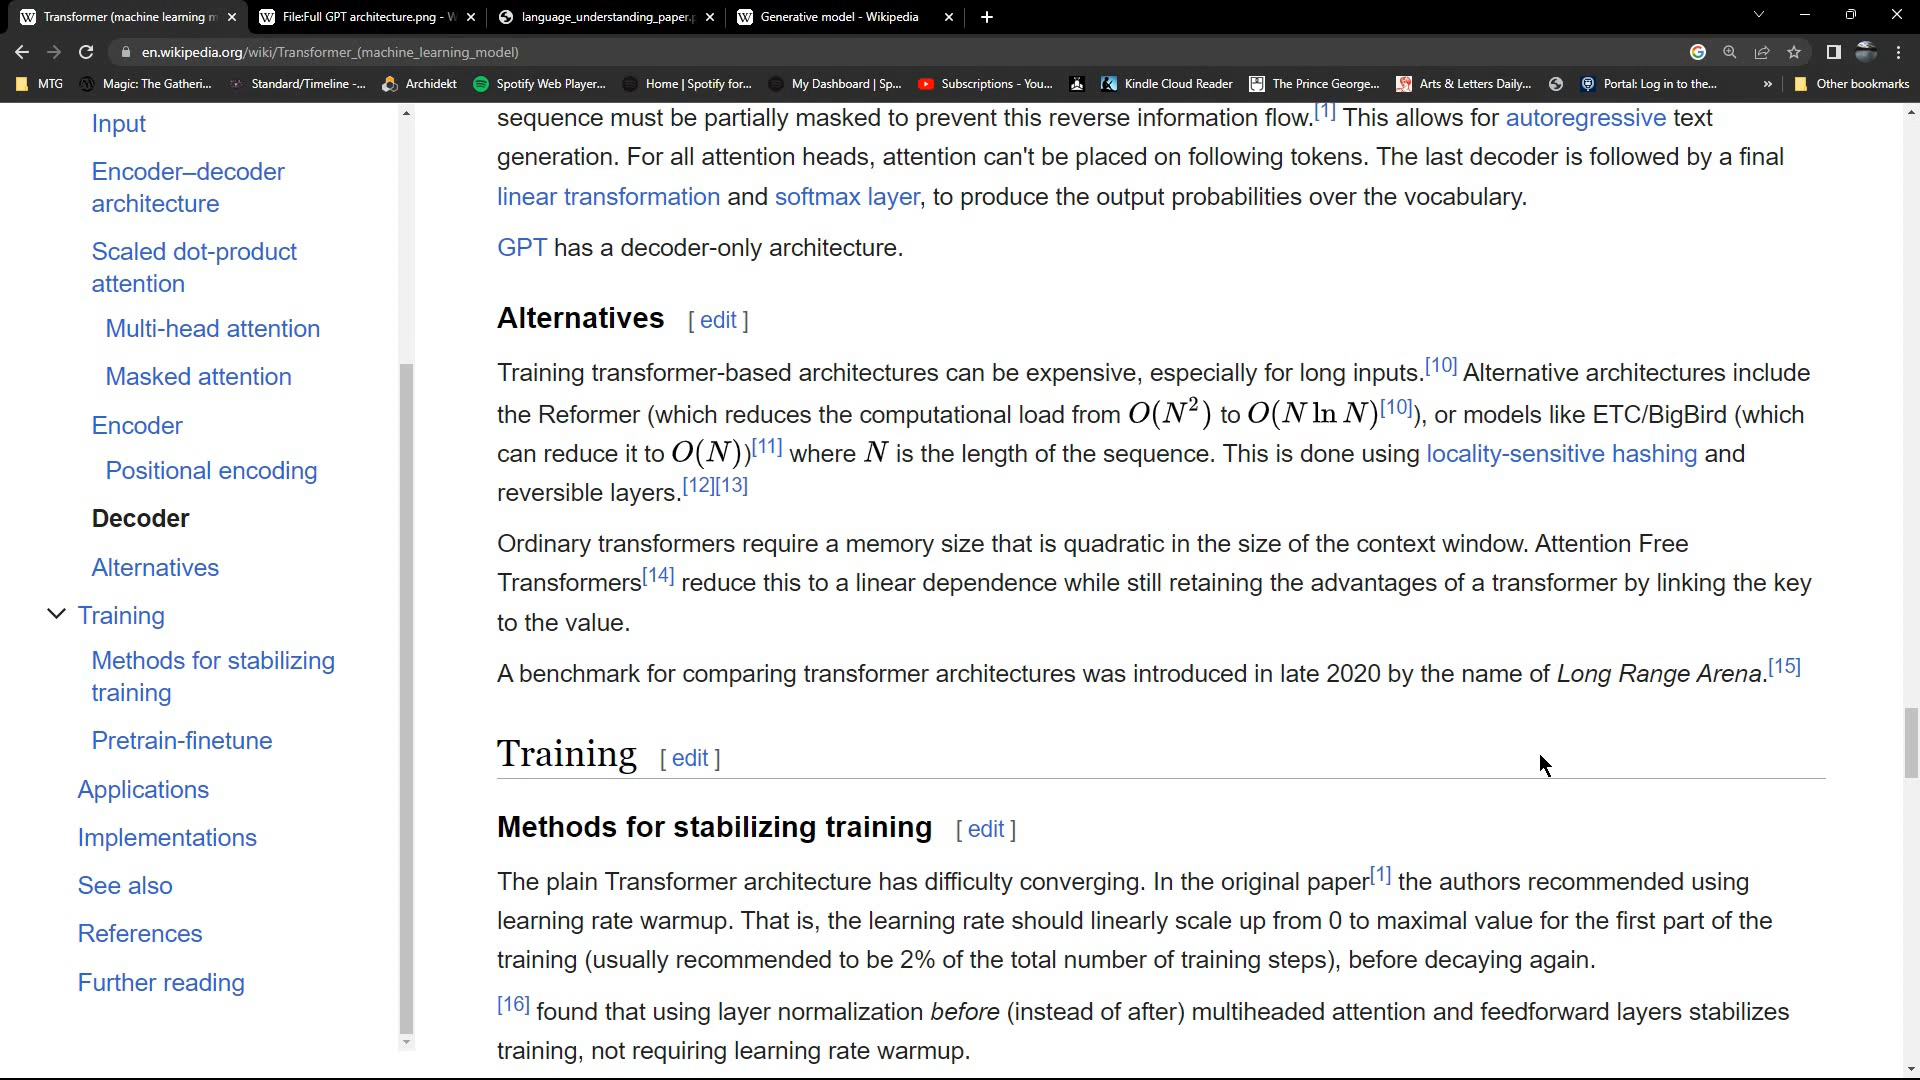 Transformer (machine learning m
File:Full GPT architecture.png - W
language_understanding_paper.p
Generative model - Wikipedia
en.wikipedia.org/wiki/Transformer_(machine_learning_model)
MTG
Magic: The Gatheri...
Standard/Timeline -...
Archidekt
Spotify Web Player...
Home | Spotify for...
My Dashboard | Sp...
Subscriptions - You...
Kindle Cloud Reader
The Prince George...
Arts & Letters Daily...
Portal: Log in to the...
»
Other bookmarks
Input
Encoder–decoder
architecture
Scaled dot-product
attention
Multi-head attention
Masked attention
Encoder
Positional encoding
Decoder
Alternatives
Training
Methods for stabilizing
training
Pretrain-finetune
Applications
Implementations
See also
References
Further reading
sequence must be partially masked to prevent this reverse information flow.[1] This allows for autoregressive text
generation. For all attention heads, attention can't be placed on following tokens. The last decoder is followed by a final
linear transformation and softmax layer, to produce the output probabilities over the vocabulary.
GPT has a decoder-only architecture.
Alternatives [ edit ]
Training transformer-based architectures can be expensive, especially for long inputs.[10] Alternative architectures include
the Reformer (which reduces the computational load from O(N²) to O(N ln N)[10]), or models like ETC/BigBird (which
can reduce it to O(N))[11] where N is the length of the sequence. This is done using locality-sensitive hashing and
reversible layers.[12][13]
Ordinary transformers require a memory size that is quadratic in the size of the context window. Attention Free
Transformers[14] reduce this to a linear dependence while still retaining the advantages of a transformer by linking the key
to the value.
A benchmark for comparing transformer architectures was introduced in late 2020 by the name of Long Range Arena.[15]
Training [ edit ]
Methods for stabilizing training [ edit ]
The plain Transformer architecture has difficulty converging. In the original paper[1] the authors recommended using
learning rate warmup. That is, the learning rate should linearly scale up from 0 to maximal value for the first part of the
training (usually recommended to be 2% of the total number of training steps), before decaying again.
[16] found that using layer normalization before (instead of after) multiheaded attention and feedforward layers stabilizes
training, not requiring learning rate warmup.